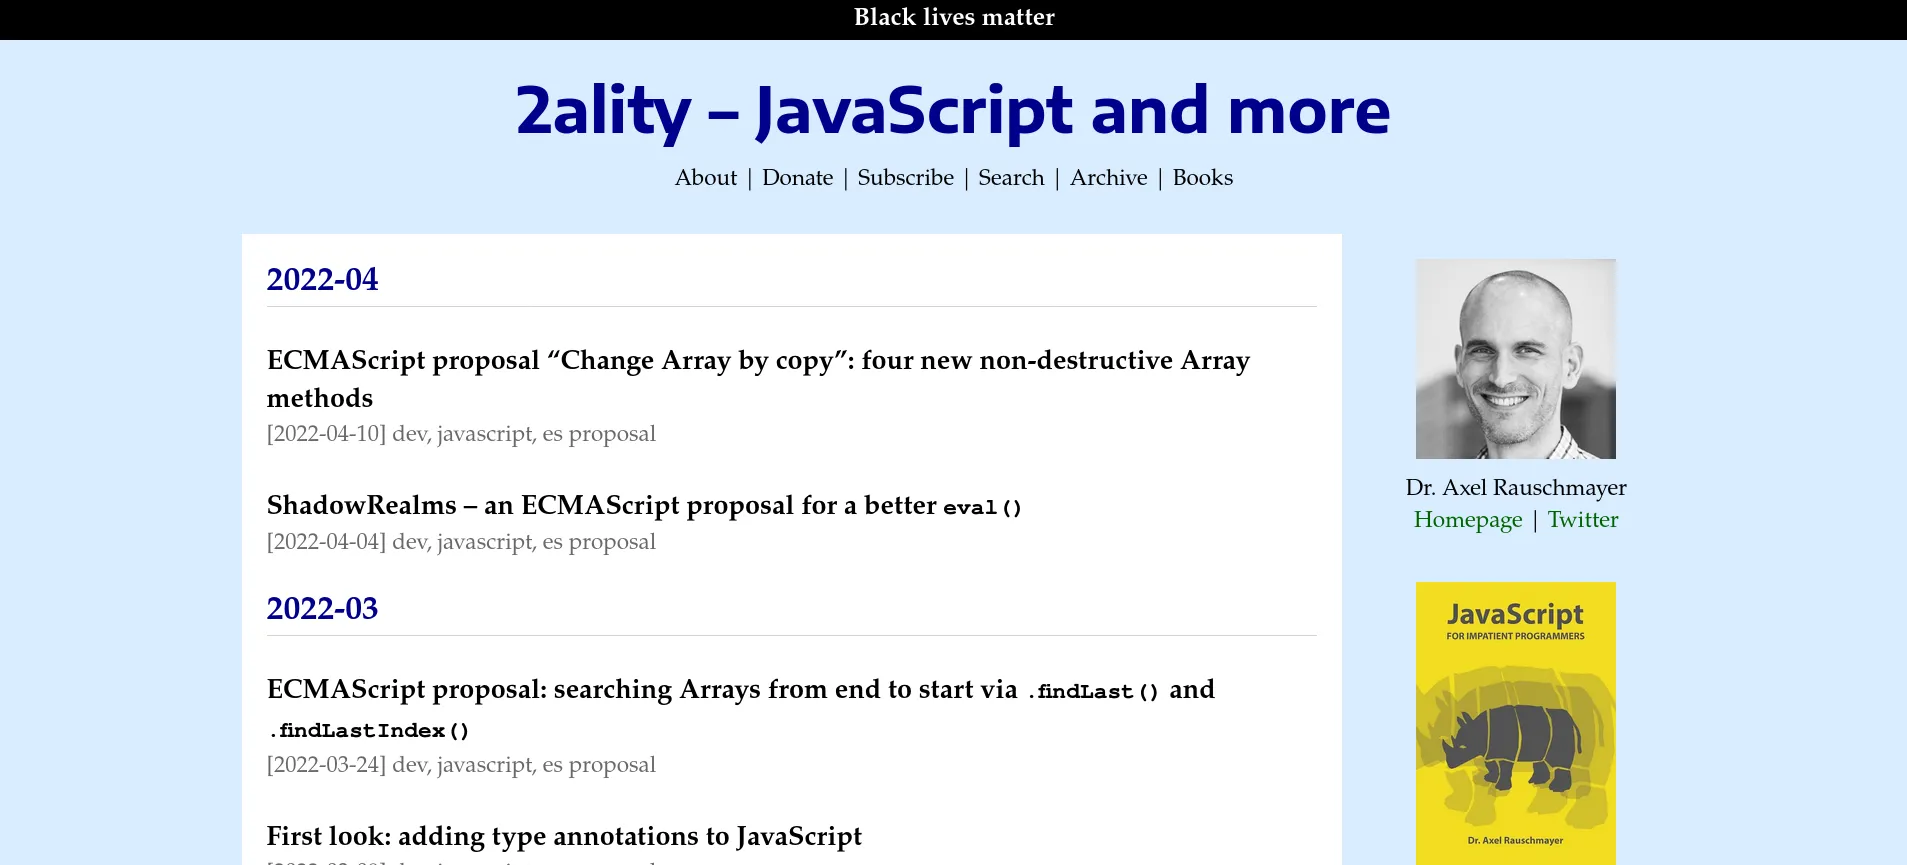 Black lives matter
2ality – JavaScript and more
About | Donate | Subscribe | Search | Archive | Books
2022-04
ECMAScript proposal “Change Array by copy”: four new non-destructive Array
methods
[2022-04-10] dev, javascript, es proposal
ShadowRealms – an ECMAScript proposal for a better eval()
[2022-04-04] dev, javascript, es proposal
2022-03
ECMAScript proposal: searching Arrays from end to start via .findLast() and
.findLastIndex()
[2022-03-24] dev, javascript, es proposal
First look: adding type annotations to JavaScript
Dr. Axel Rauschmayer
Homepage | Twitter
JavaScript
FOR IMPATIENT PROGRAMMERS
Dr. Axel Rauschmayer